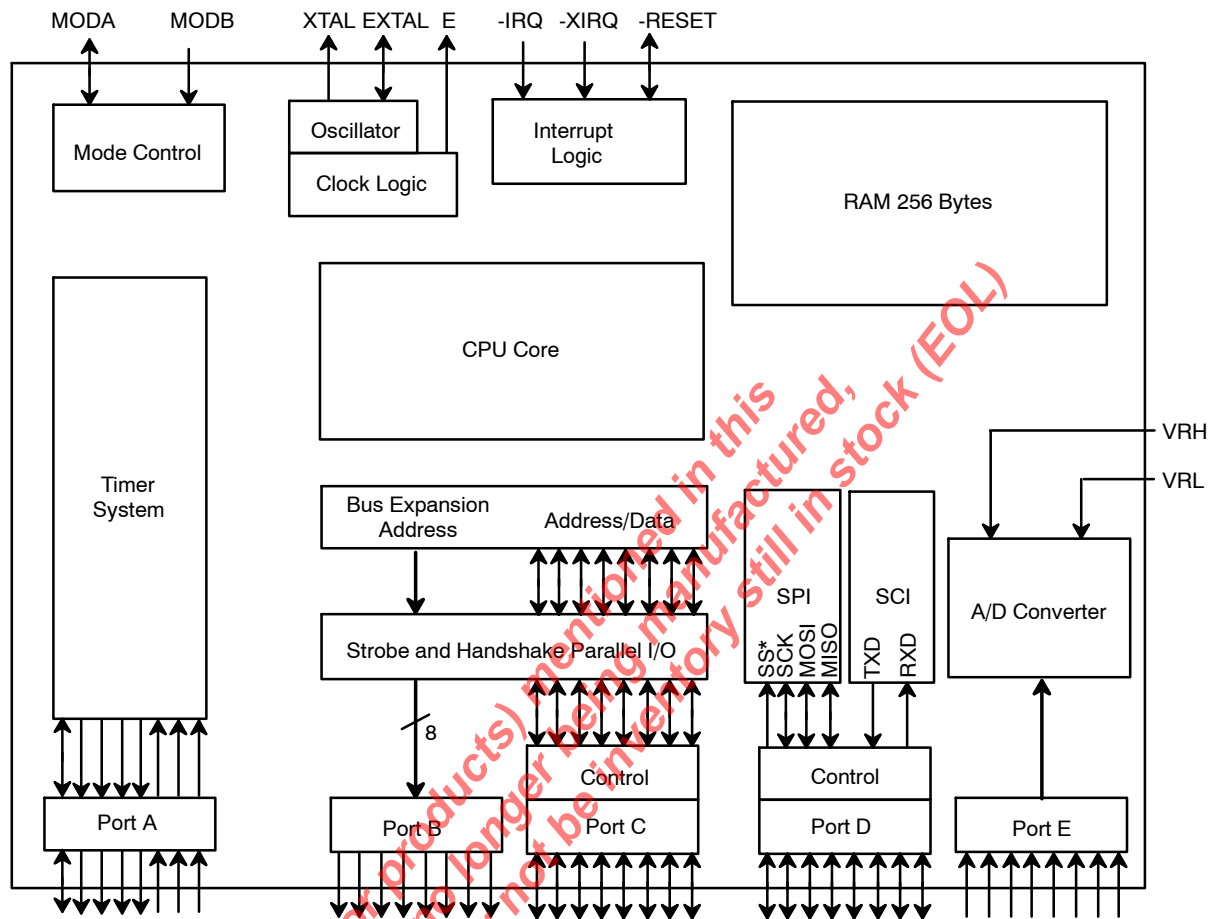 MODA MODB XTAL EXTAL E -IRQ -XIRQ -RESET
Mode Control
Oscillator
Clock Logic
Interrupt
Logic
RAM 256 Bytes
CPU Core
Timer
System
Bus Expansion
Address
Address/Data
VRH
VRL
Strobe and Handshake Parallel I/O
8
SPI
SS*
SCK
MOSI
MISO
SCI
TXD
RXD
A/D Converter
Control
Control
Port A
Port B
Port C
Port D
Port E
or products) mentioned in this
no longer being manufactured,
not be inventory still in stock (EOL)